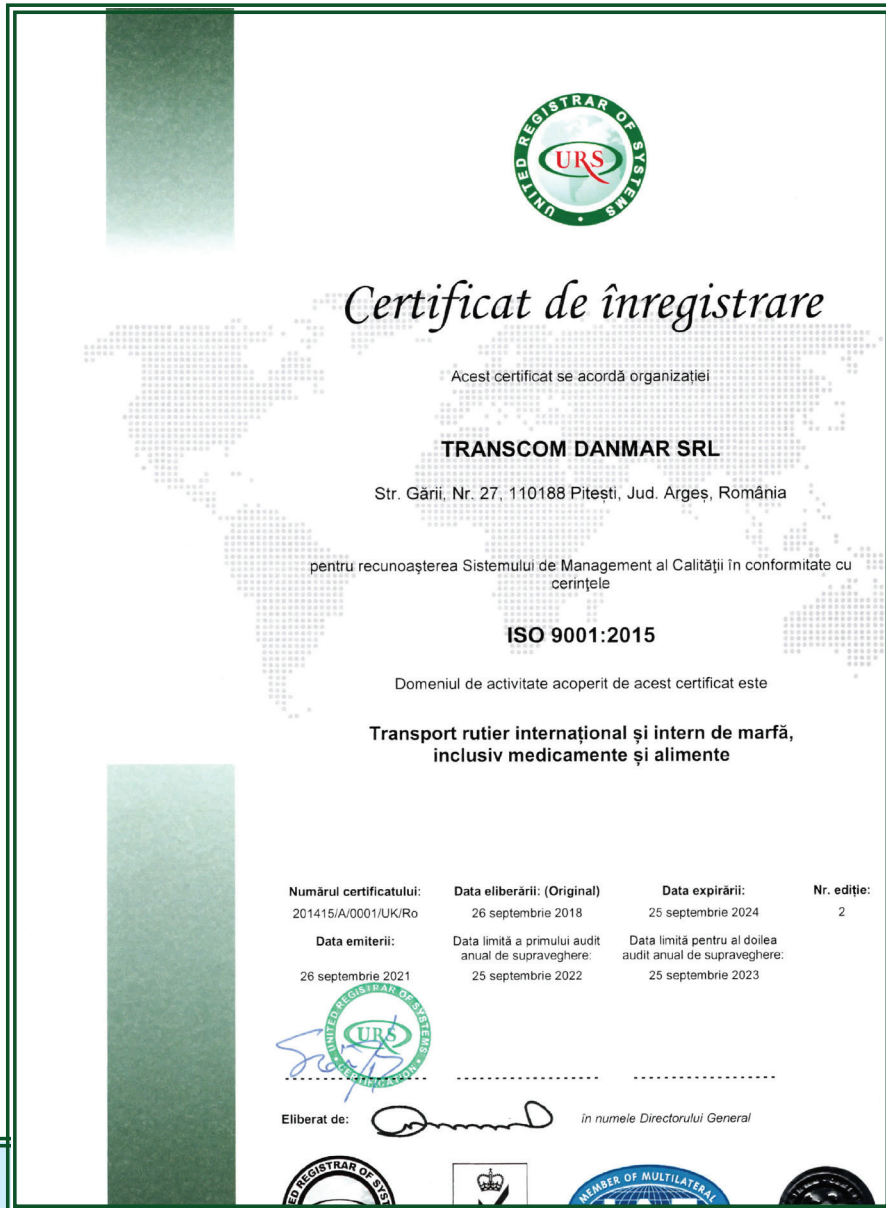 UNITED REGISTRAR OF SYSTEMS
URS
Certificat de înregistrare
Acest certificat se acordă organizației
TRANSCOM DANMAR SRL
Str. Gării, Nr. 27, 110188 Pitești, Jud. Argeș, România
pentru recunoaşterea Sistemului de Management al Calităţii în conformitate cu
cerinţele
ISO 9001:2015
Domeniul de activitate acoperit de acest certificat este
Transport rutier internațional și intern de marfă,
inclusiv medicamente și alimente
Numărul certificatului: Data eliberării: (Original) Data expirării: Nr. ediție:
201415/A/0001/UK/Ro 26 septembrie 2018 25 septembrie 2024 2
Data emiterii: Data limită a primului audit Data limită pentru al doilea
anual de supraveghere: audit anual de supraveghere:
26 septembrie 2021 25 septembrie 2022 25 septembrie 2023
UNITED REGISTRAR OF SYSTEMS
URS
CERTIFICATION
Eliberat de: în numele Directorului General
REGISTRAR OF
MEMBER OF MULTILATERAL